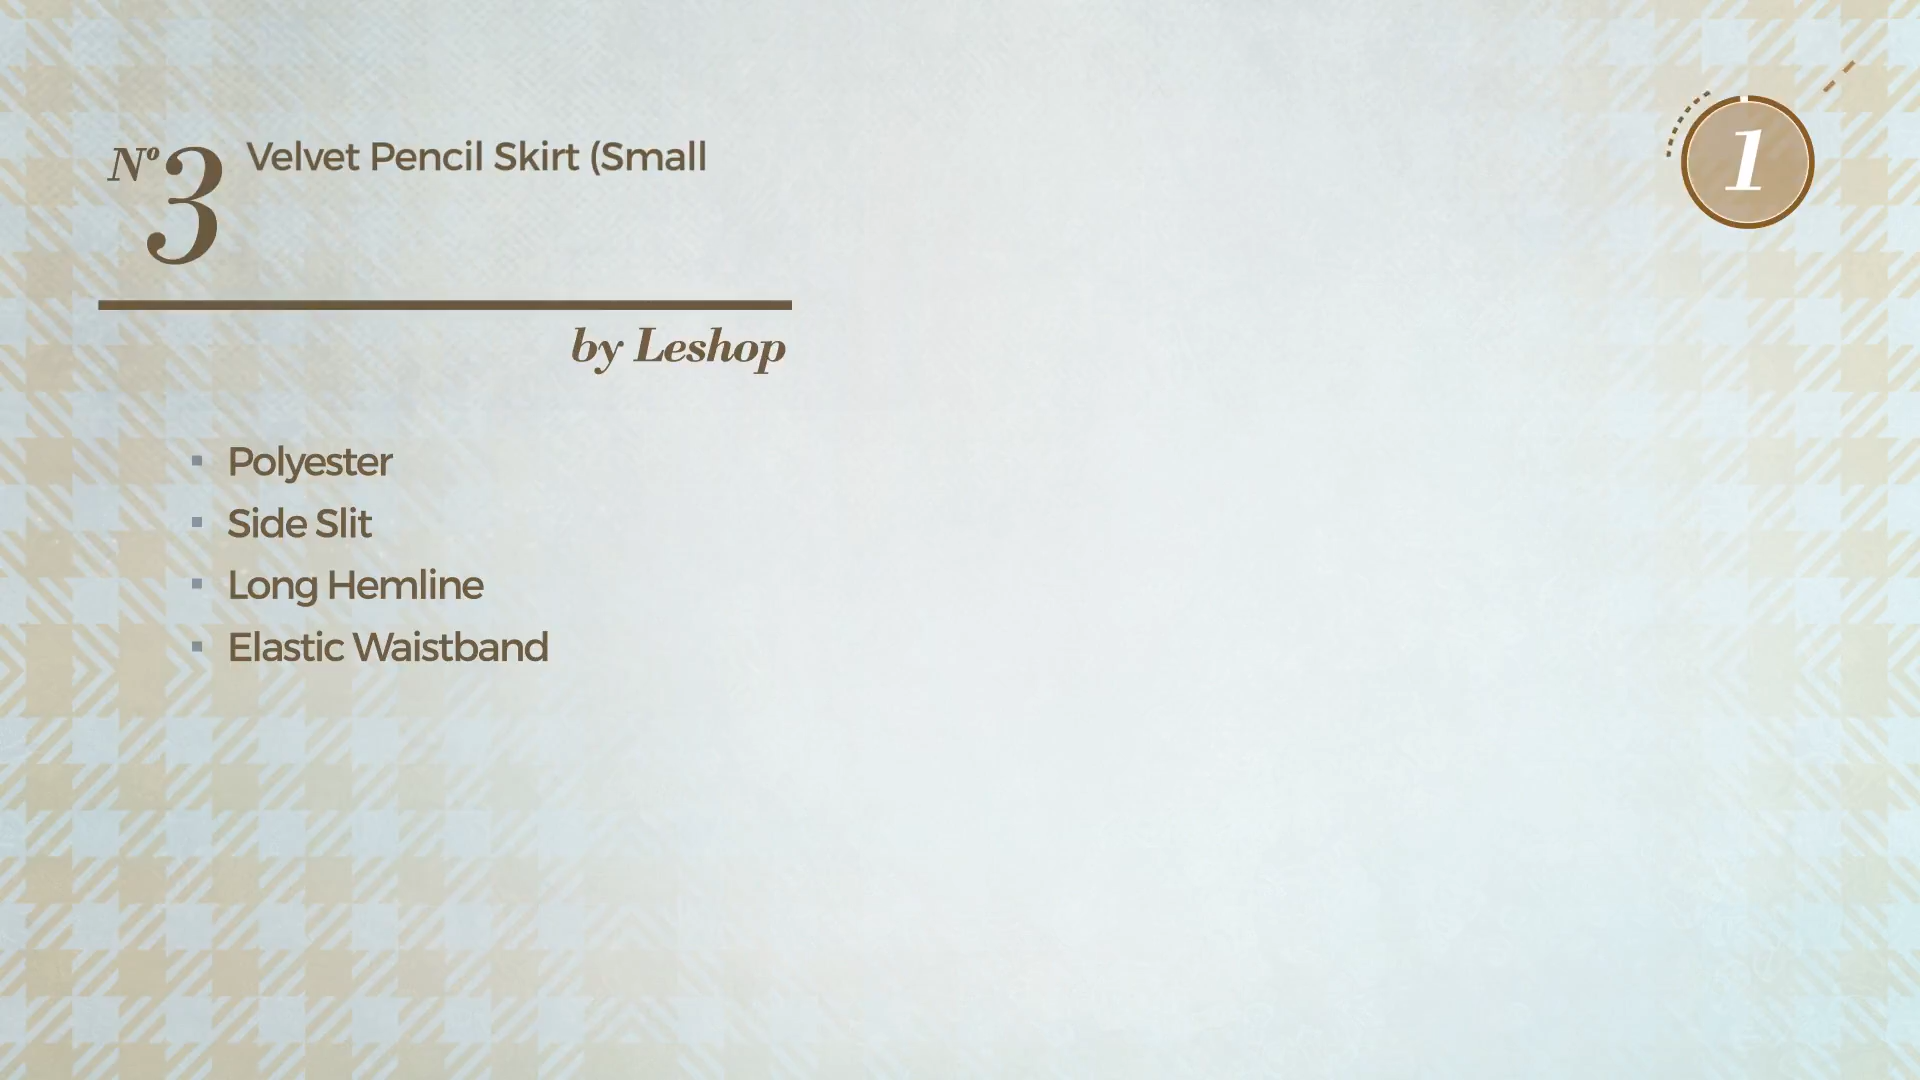 Nº3 Velvet Pencil Skirt (Small
by Leshop
Polyester
Side Slit
Long Hemline
Elastic Waistband
1